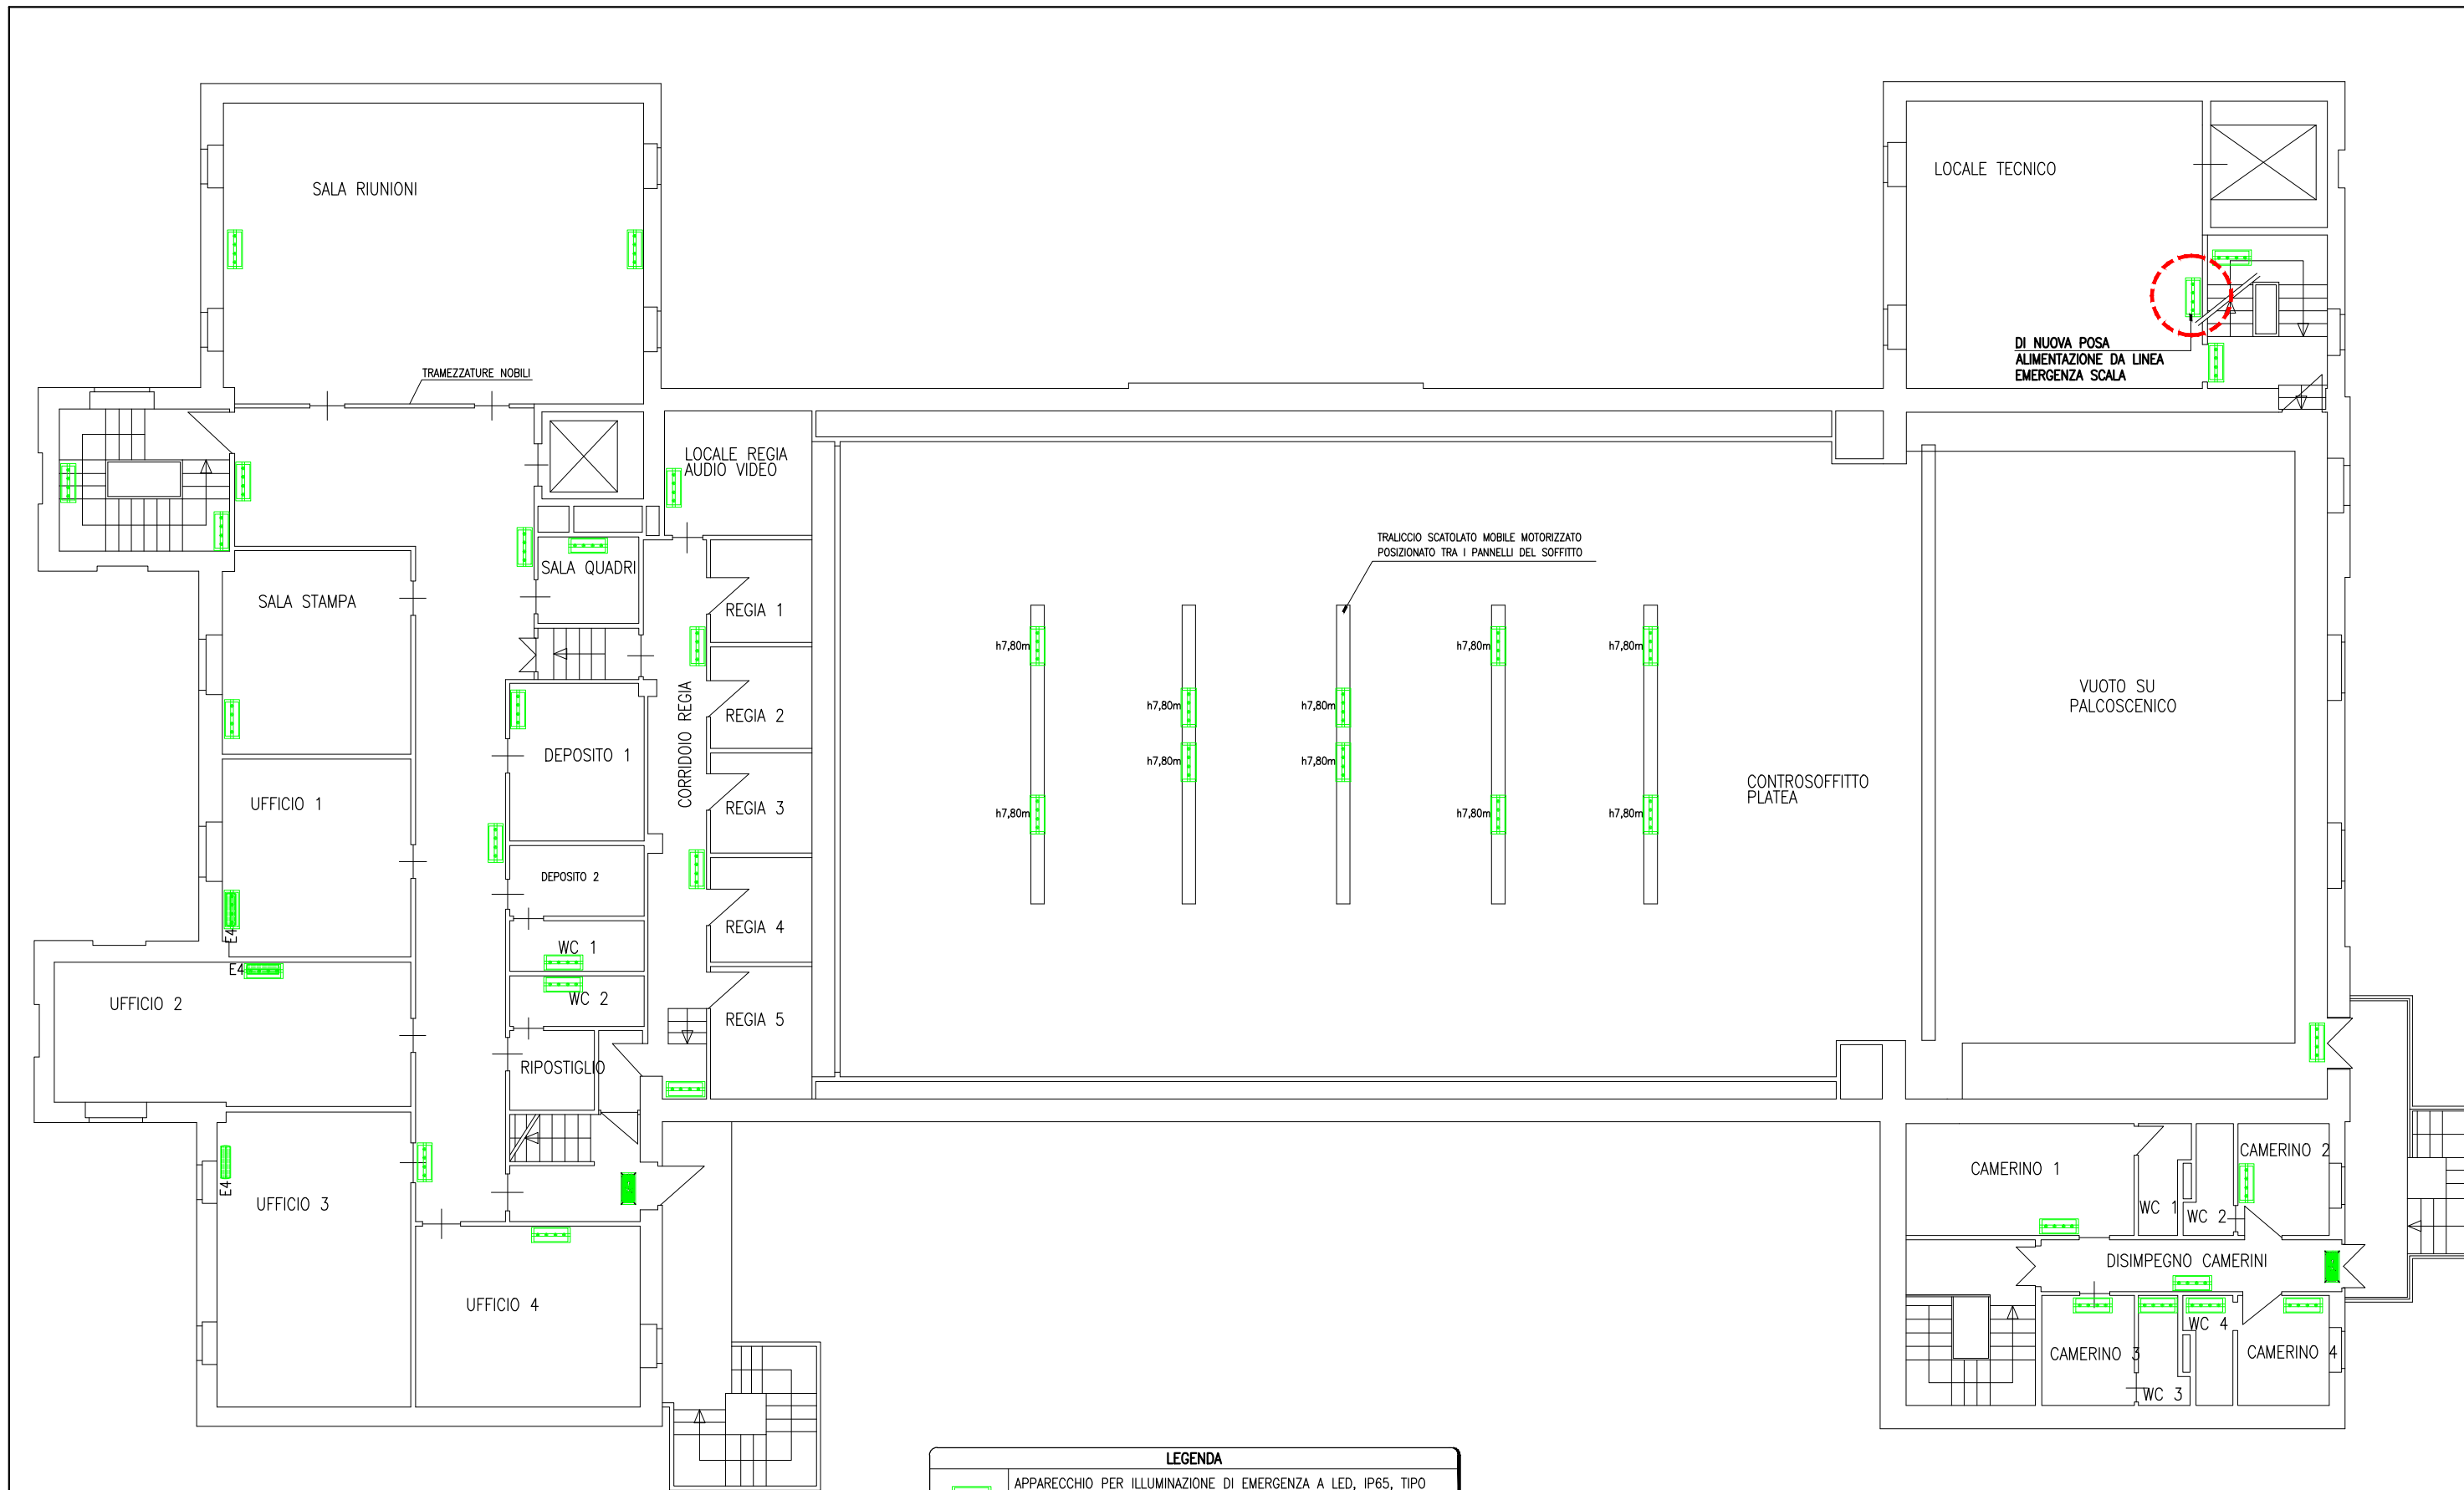 SALA RIUNIONI
LOCALE TECNICO
DI NUOVA POSA
ALIMENTAZIONE DA LINEA
EMERGENZA SCALA
TRAMEZZATURE NOBILI
LOCALE REGIA
AUDIO VIDEO
TRALICCIO SCATOLATO MOBILE MOTORIZZATO
POSIZIONATO TRA I PANNELLI DEL SOFFITTO
SALA QUADRI
SALA STAMPA
REGIA 1
h7,80m
h7,80m
h7,80m
CORRIDOIO REGIA
REGIA 2
h7,80m
h7,80m
VUOTO SU
PALCOSCENICO
DEPOSITO 1
h7,80m
h7,80m
CONTROSOFFITTO
PLATEA
UFFICIO 1
REGIA 3
h7,80m
h7,80m
h7,80m
DEPOSITO 2
E4
REGIA 4
WC 1
E4
UFFICIO 2
WC 2
REGIA 5
RIPOSTIGLIO
E4
UFFICIO 3
CAMERINO 1
CAMERINO 2
WC 1
WC 2
DISIMPEGNO CAMERINI
UFFICIO 4
WC 4
CAMERINO 3
CAMERINO 4
WC 3
LEGENDA
APPARECCHIO PER ILLUMINAZIONE DI EMERGENZA A LED, IP65, TIPO